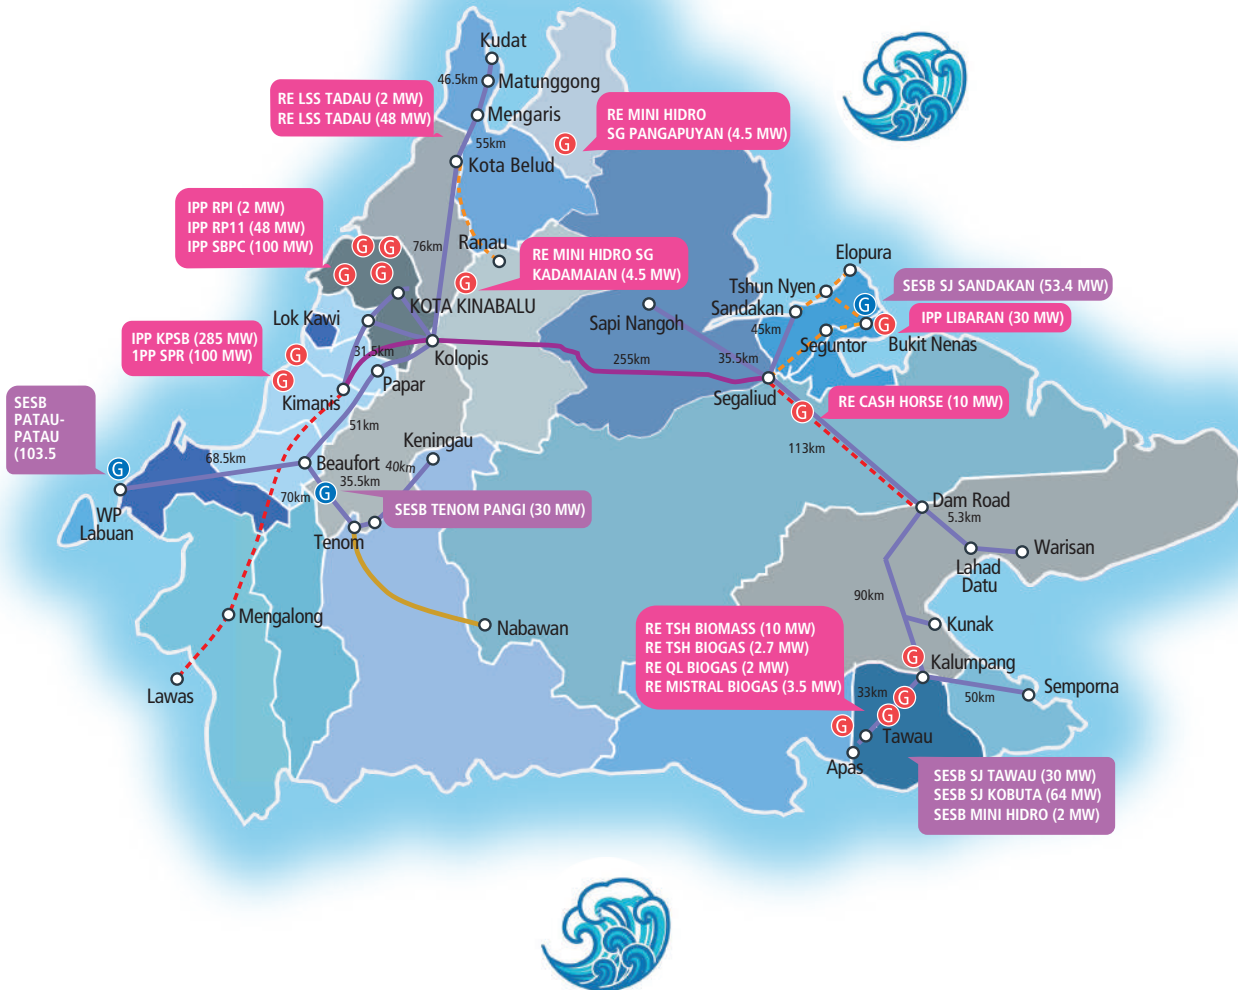 Kudat
46.5km
Matunggong
RE LSS TADAU (2 MW)
RE LSS TADAU (48 MW)
Mengaris
RE MINI HIDRO
SG PANGAPUYAN (4.5 MW)
G
55km
Kota Belud
IPP RPI (2 MW)
IPP RP11 (48 MW)
IPP SBPC (100 MW)
G
G
G
G
76km
Ranau
G
RE MINI HIDRO SG
KADAMAIAN (4.5 MW)
Elopura
Tshun Nyen
SESB SJ SANDAKAN (53.4 MW)
G
KOTA KINABALU
Sandakan
Sapi Nangoh
IPP LIBARAN (30 MW)
G
Lok Kawi
45km
Seguntor
Bukit Nenas
IPP KPSB (285 MW)
1PP SPR (100 MW)
G
G
31.5km
Kolopis
255km
35.5km
Papar
Kimanis
Segaliud
SESB
PATAU-
PATAU
(103.5
G
RE CASH HORSE (10 MW)
G
51km
Keningau
113km
68.5km
Beaufort
40km
35.5km
70km
G
WP
Labuan
SESB TENOM PANGI (30 MW)
Tenom
Dam Road
5.3km
Lahad
Datu
Warisan
90km
Mengalong
Nabawan
Kunak
RE TSH BIOMASS (10 MW)
RE TSH BIOGAS (2.7 MW)
RE QL BIOGAS (2 MW)
RE MISTRAL BIOGAS (3.5 MW)
G
Kalumpang
Lawas
33km
50km
Semporna
G
G
G
Tawau
Apas
SESB SJ TAWAU (30 MW)
SESB SJ KOBUTA (64 MW)
SESB MINI HIDRO (2 MW)